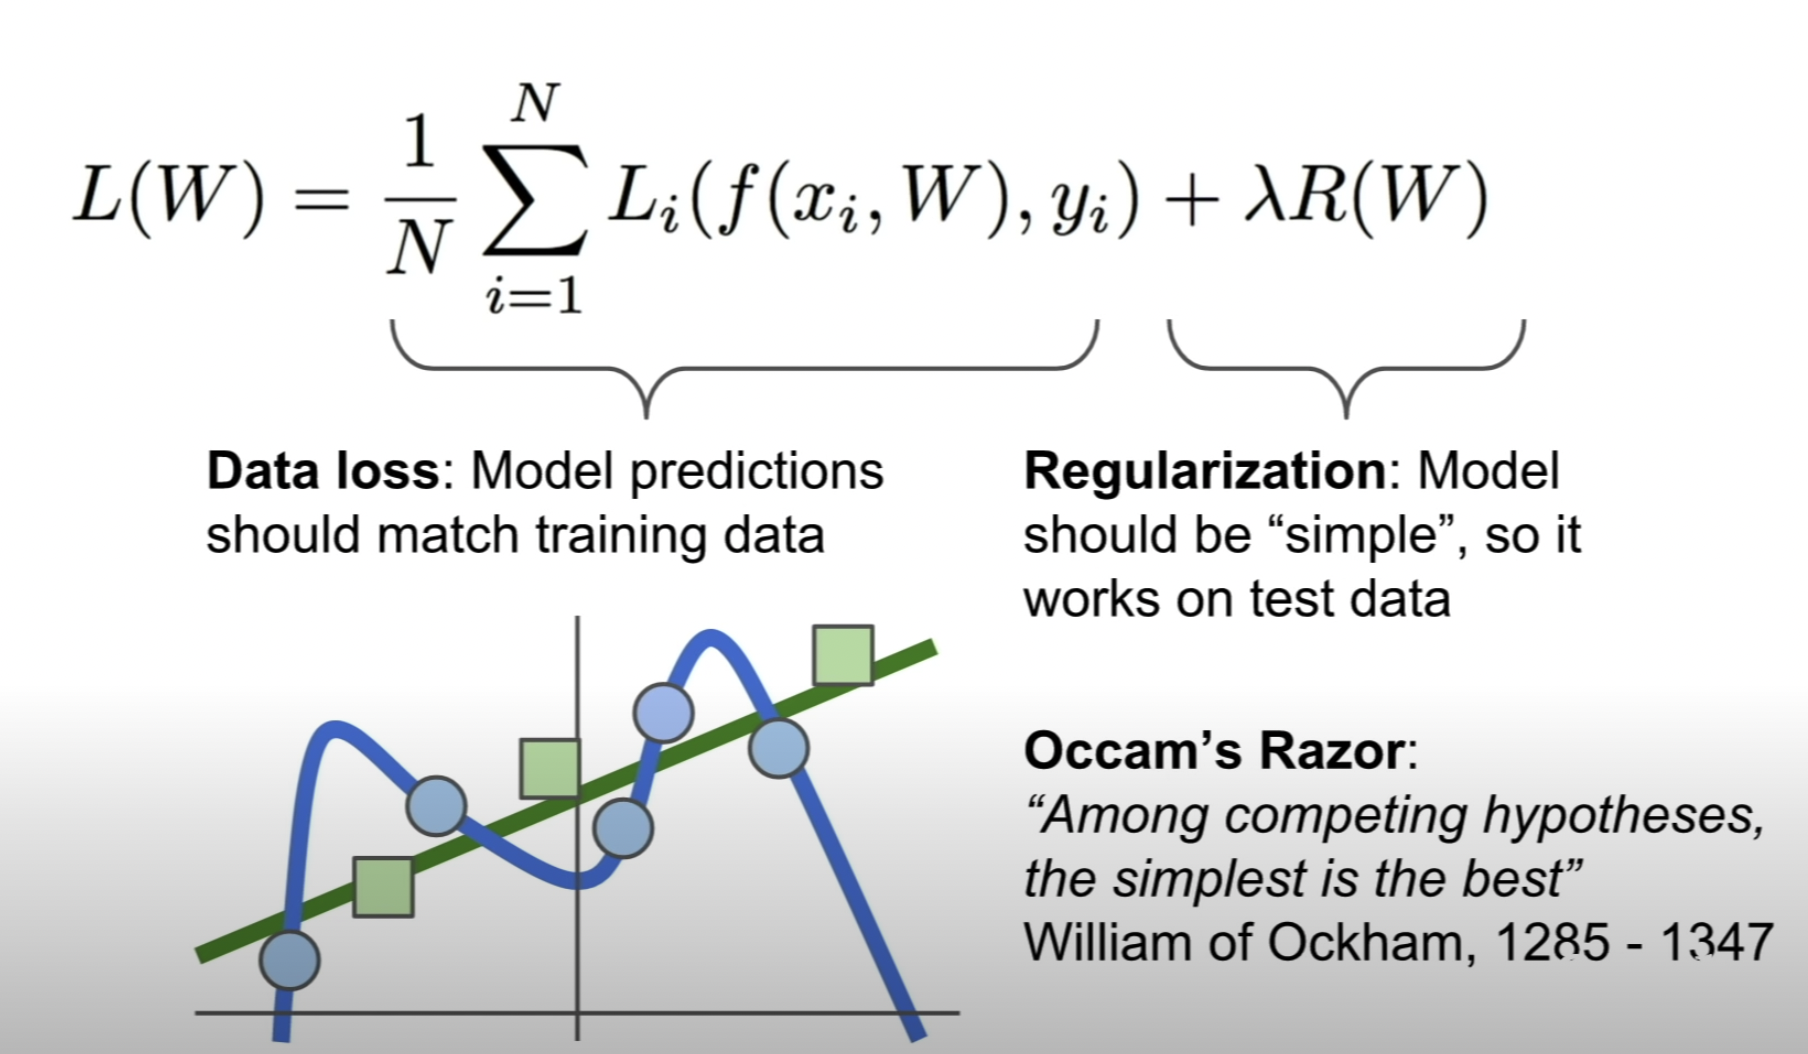 L(W) = \frac{1}{N} \sum_{i=1}^{N} L_i(f(x_i, W), y_i) + \lambda R(W)
Data loss: Model predictions
should match training data
Regularization: Model
should be “simple”, so it
works on test data
Occam’s Razor:
“Among competing hypotheses,
the simplest is the best”
William of Ockham, 1285 - 1347